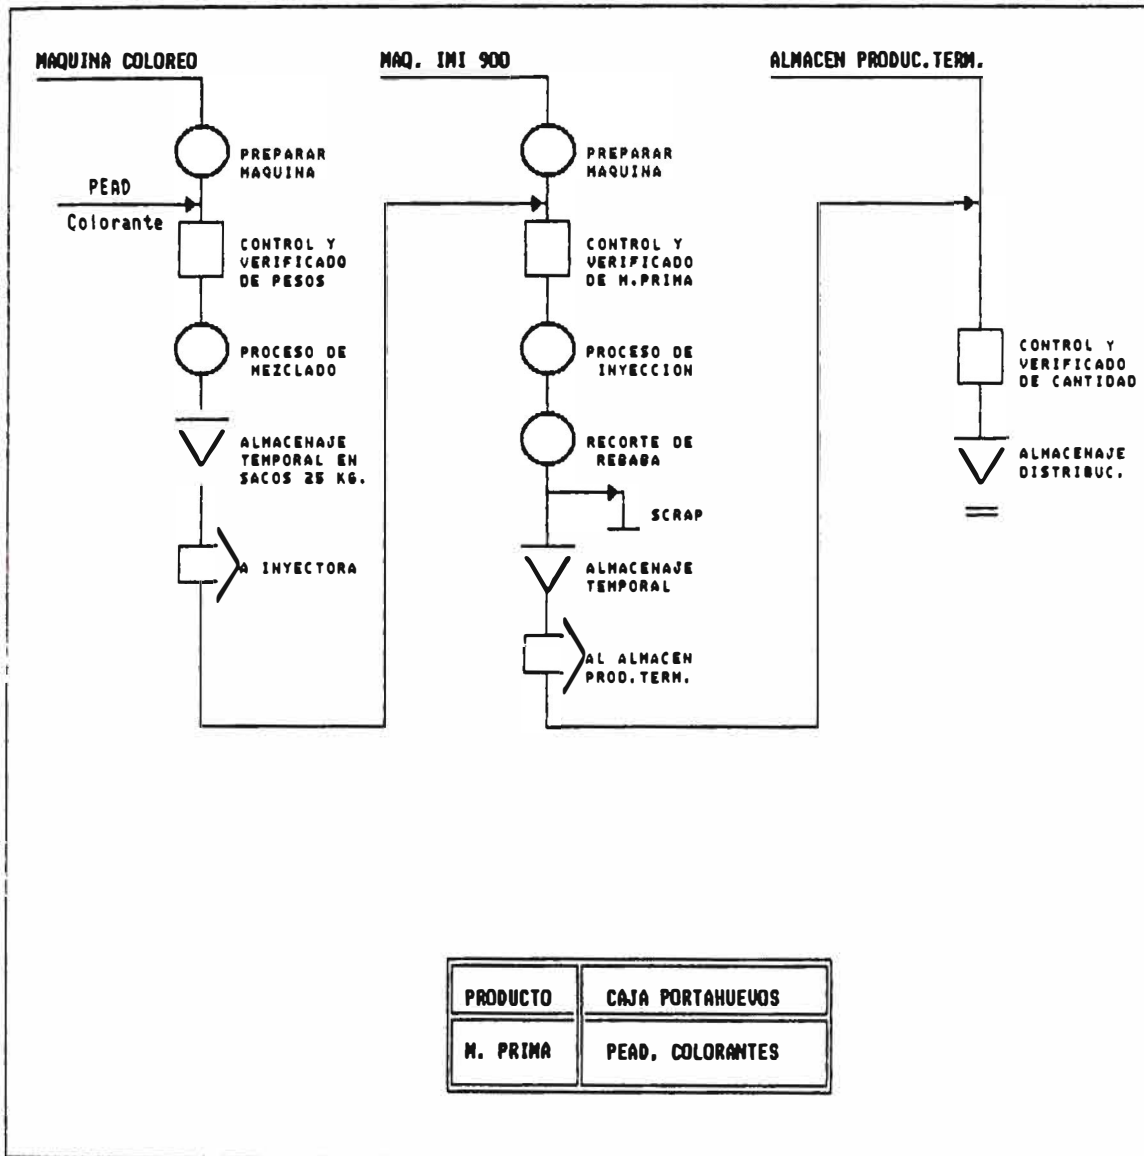 MAQUINA COLOREO
PREPARAR
MAQUINA
PEAD
Colorante
CONTROL Y
VERIFICADO
DE PESOS
PROCESO DE
MEZCLADO
ALMACENAJE
TEMPORAL EN
SACOS 25 KG.
A INYECTORA
MAQ. IMI 900
PREPARAR
MAQUINA
CONTROL Y
VERIFICADO
DE M.PRIMA
PROCESO DE
INYECCION
RECORTE DE
REBABA
SCRAP
ALMACENAJE
TEMPORAL
AL ALMACEN
PROD.TERM.
ALMACEN PRODUC.TERM.
CONTROL Y
VERIFICADO
DE CANTIDAD
ALMACENAJE
DISTRIBUC.
PRODUCTO CAJA PORTAHUEVOS
M. PRIMA PEAD, COLORANTES